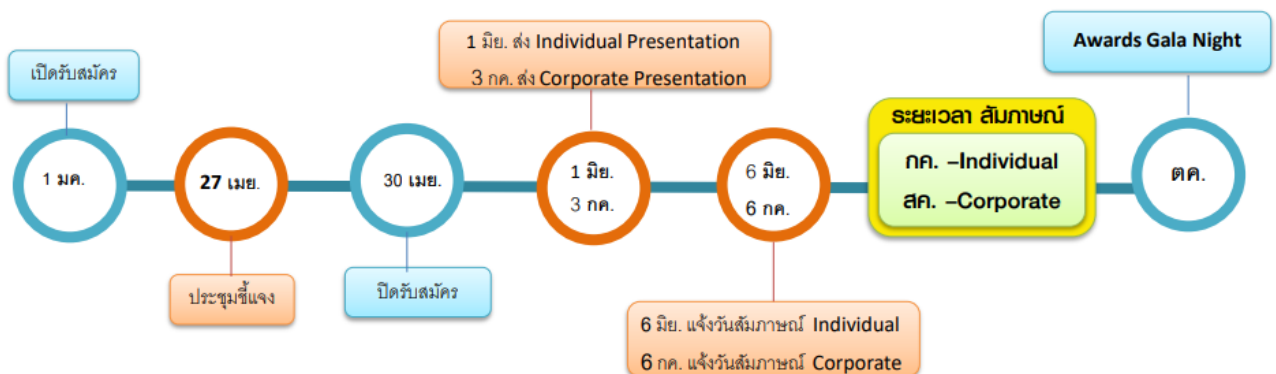 เปิดรับสมัคร
1 มค.
27 เมย.
ประชุมชี้แจง
30 เมย.
ปิดรับสมัคร
1 มิย. ส่ง Individual Presentation
3 กค. ส่ง Corporate Presentation
1 มิย.
3 กค.
6 มิย.
6 กค.
6 มิย. แจ้งวันสัมภาษณ์ Individual
6 กค. แจ้งวันสัมภาษณ์ Corporate
ระยะเวลา สัมภาษณ์
กค. –Individual
สค. –Corporate
Awards Gala Night
ตค.